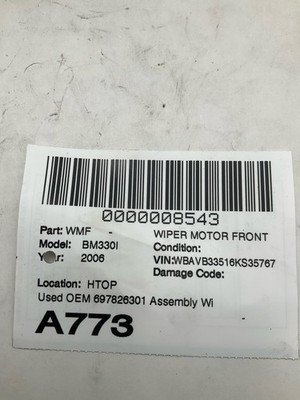 0000008543
Part: WMF - WIPER MOTOR FRONT
Model: BM330I Condition:
Year: 2006 VIN:WBAVB33516KS35767
Damage Code:
Location: HTOP
Used OEM 697826301 Assembly Wi
A773